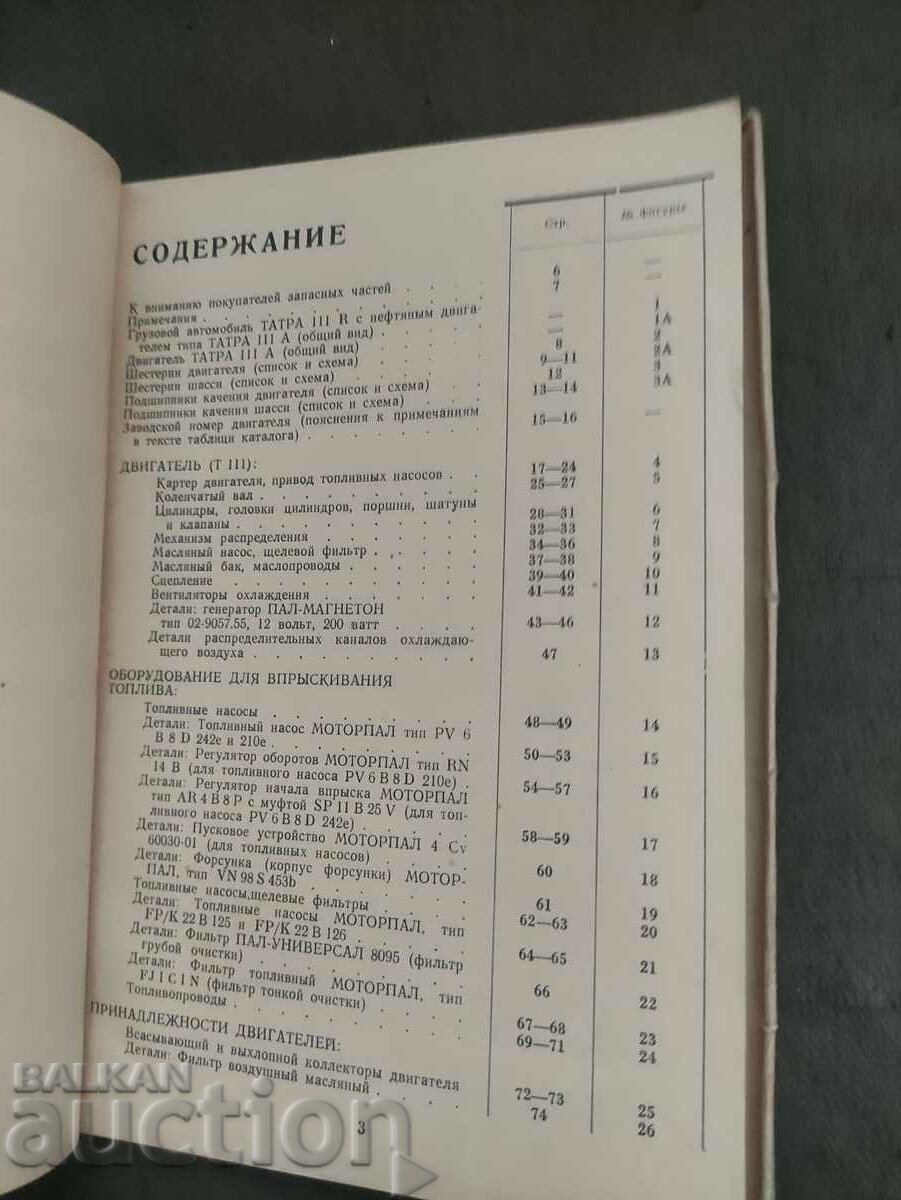 СОДЕРЖАНИЕ
Стр. № фигуры
К вниманию покупателей запасных частей . . . . 6 —
Примечания . . . . . . . . . . 7 —
Грузовой автомобиль ТАТРА III R с нефтяным двига-
телем типа ТАТРА III А (общий вид) . . . . — 1
Двигатель ТАТРА III А (общий вид) . . . . — 1А
Шестерни двигателя (список и схема) . . . . 8 2
Шестерни шасси (список и схема) . . . . 9—11 2А
Подшипники качения двигателя (список и схема) . . 12 3
Подшипники качения шасси (список и схема) . . . 13—14 3А
Заводской номер двигателя (пояснения к примечаниям
в тексте таблици каталога) . . . . . . 15—16 —
ДВИГАТЕЛЬ (Т III):
Картер двигателя, привод топливных насосов . . 17—24 4
Коленчатый вал . . . . . . . . 25—27 5
Цилиндры, головки цилиндров, поршни, шатуны
и клапаны . . . . . . . . . 28—31 6
Механизм распределения . . . . . . 32—33 7
Масляный насос, щелевой фильтр . . . . . 34—36 8
Масляный бак, маслопроводы . . . . . 37—38 9
Сцепление . . . . . . . . . . 39—40 10
Вентиляторы охлаждения . . . . . . 41—42 11
Детали: генератор ПАЛ-МАГНЕТОН
тип 02-9057.55, 12 вольт, 200 ватт . . . . 43—46 12
Детали распределительных каналов охлаждаю-
щего воздуха . . . . . . . . 47 13
ОБОРУДОВАНИЕ ДЛЯ ВПРЫСКИВАНИЯ
ТОПЛИВА:
Топливные насосы . . . . . . . . 48—49 14
Детали: Топливный насос МОТОРПАЛ тип PV 6
B 8 D 242e и 210e . . . . . . . . 50—53 15
Детали: Регулятор оборотов МОТОРПАЛ тип RN
14 B (для топливного насоса PV 6 B 8 D 210e) . 54—57 16
Детали: Регулятор начала впрыска МОТОРПАЛ
тип AR 4 B 8 P с муфтой SP 11 B 25 V (для топ-
ливного насоса PV 6 B 8 D 242e) . . . . 58—59 17
Детали: Пусковое устройство МОТОРПАЛ 4 Cv
60030-01 (для топливных насосов) . . . . 60 18
Детали: Форсунка (корпус форсунки) МОТОР-
ПАЛ, тип VN 98 S 453b . . . . . . 61 19
Топливные насосы,щелевые фильтры . . . . 62—63 20
Детали: Топливные насосы МОТОРПАЛ, тип
FP/K 22 B 125 и FP/K 22 B 126 . . . . . 64—65 21
Детали: Фильтр ПАЛ-УНИВЕРСАЛ 8095 (фильтр
грубой очистки) . . . . . . . . 66 22
Детали: Фильтр топливный МОТОРПАЛ, тип
FJ 1 C 1 N (фильтр тонкой очистки) . . . . 67—68 23
Топливопроводы . . . . . . . . 69—71 24
ПРИНАДЛЕЖНОСТИ ДВИГАТЕЛЕЙ:
Всасывающий и выхлопной коллекторы двигателя 72—73 25
Детали: Фильтр воздушный масляный . . . . 74 26
3
BALKAN
auction